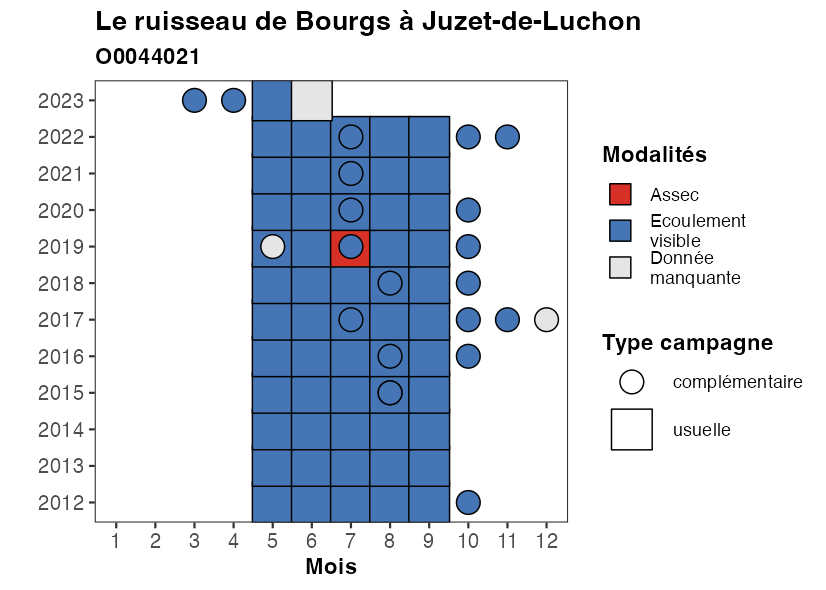 Le ruisseau de Bourgs à Juzet-de-Luchon
O0044021
2023
2022
2021
2020
2019
2018
2017
2016
2015
2014
2013
2012
1 2 3 4 5 6 7 8 9 10 11 12
Mois
Modalités
Assec
Ecoulement
visible
Donnée
manquante
Type campagne
complémentaire
usuelle